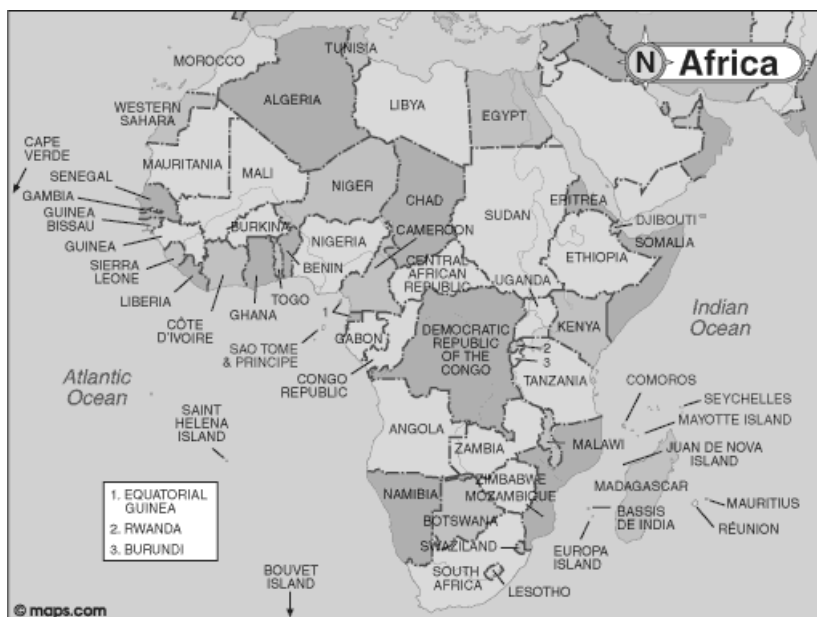 N Africa
TUNISIA
MOROCCO
ALGERIA
LIBYA
EGYPT
WESTERN
SAHARA
CAPE
VERDE
MAURITANIA
MALI
NIGER
CHAD
SUDAN
ERITREA
SENEGAL
GAMBIA
GUINEA
BISSAU
GUINEA
SIERRA
LEONE
LIBERIA
CÔTE
D'IVOIRE
GHANA
TOGO
BENIN
BURKINA
NIGERIA
CAMEROON
CENTRAL
AFRICAN
REPUBLIC
DJIBOUTI
SOMALIA
ETHIOPIA
UGANDA
KENYA
Indian
Ocean
1
GABON
SAO TOME
& PRINCIPE
CONGO
REPUBLIC
DEMOCRATIC
REPUBLIC
OF THE
CONGO
2
3
TANZANIA
Atlantic
Ocean
SAINT
HELENA
ISLAND
COMOROS
SEYCHELLES
MAYOTTE ISLAND
JUAN DE NOVA
ISLAND
ANGOLA
ZAMBIA
MALAWI
ZIMBABWE
MOZAMBIQUE
MADAGASCAR
MAURITIUS
RÉUNION
BASSIS
DE INDIA
EUROPA
ISLAND
NAMIBIA
BOTSWANA
SWAZILAND
SOUTH
AFRICA
LESOTHO
1. EQUATORIAL
GUINEA
2. RWANDA
3. BURUNDI
BOUVET
ISLAND
© maps.com